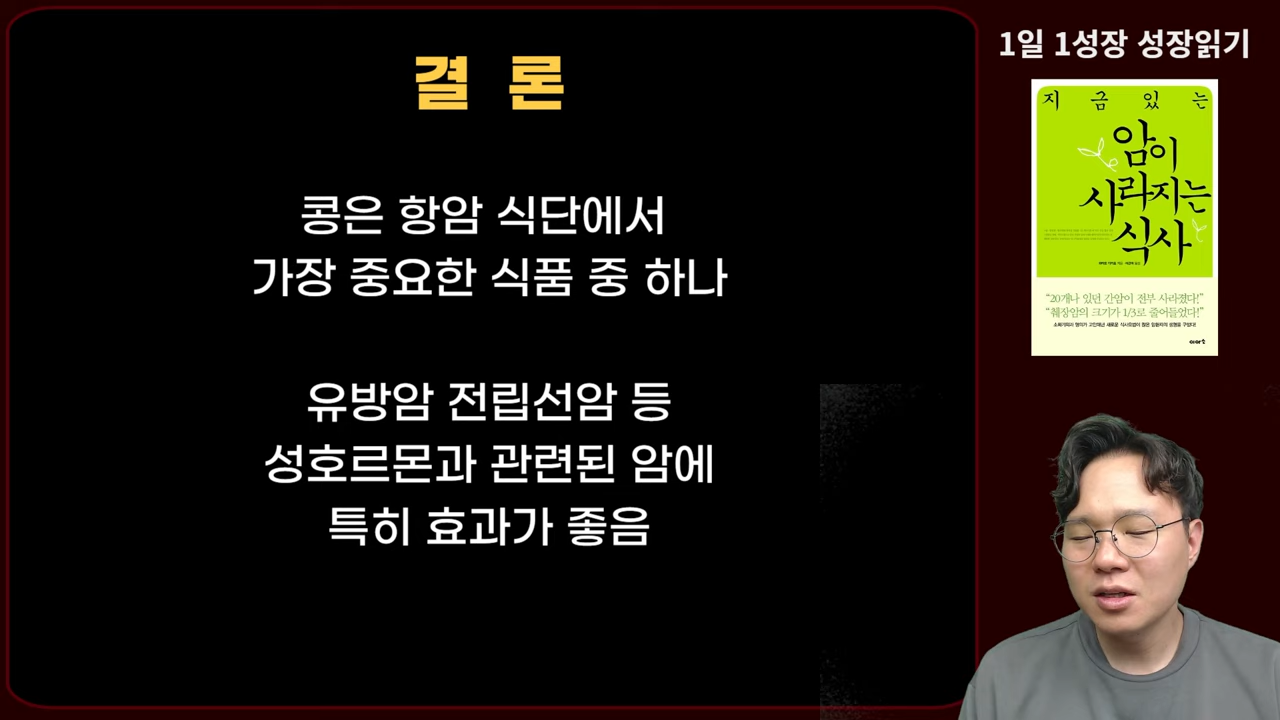 결 론
콩은 항암 식단에서
가장 중요한 식품 중 하나
유방암 전립선암 등
성호르몬과 관련된 암에
특히 효과가 좋음
1일 1성장 성장읽기
지금있는
암이
사라지는
식사
“20개나 있던 간암이 전부 사라졌다!”
“췌장암의 크기가 1/3로 줄어들었다!”